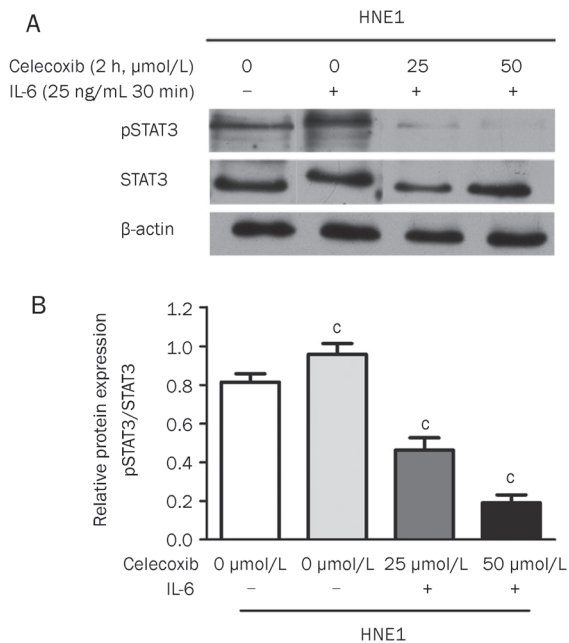 A
HNE1
Celecoxib (2 h, μmol/L) 0 0 25 50
IL-6 (25 ng/mL 30 min) – + + +
pSTAT3
STAT3
β-actin
B
Relative protein expression
pSTAT3/STAT3
1.2
1.0
0.8
0.6
0.4
0.2
0.0
c
c
c
Celecoxib 0 μmol/L 0 μmol/L 25 μmol/L 50 μmol/L
IL-6 – – + +
HNE1